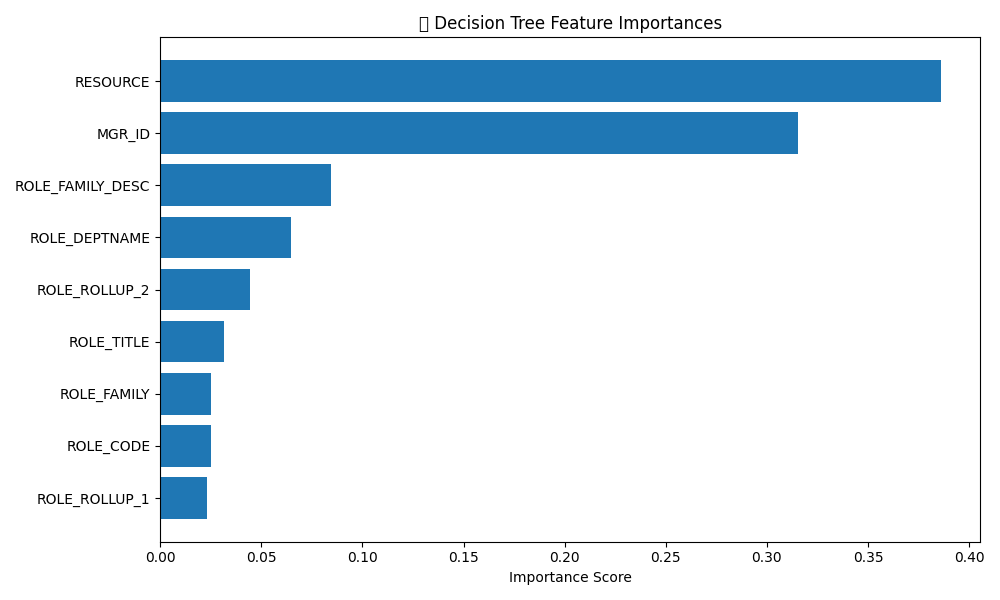 ▯ Decision Tree Feature Importances
RESOURCE
MGR_ID
ROLE_FAMILY_DESC
ROLE_DEPTNAME
ROLE_ROLLUP_2
ROLE_TITLE
ROLE_FAMILY
ROLE_CODE
ROLE_ROLLUP_1
0.00 0.05 0.10 0.15 0.20 0.25 0.30 0.35 0.40
Importance Score